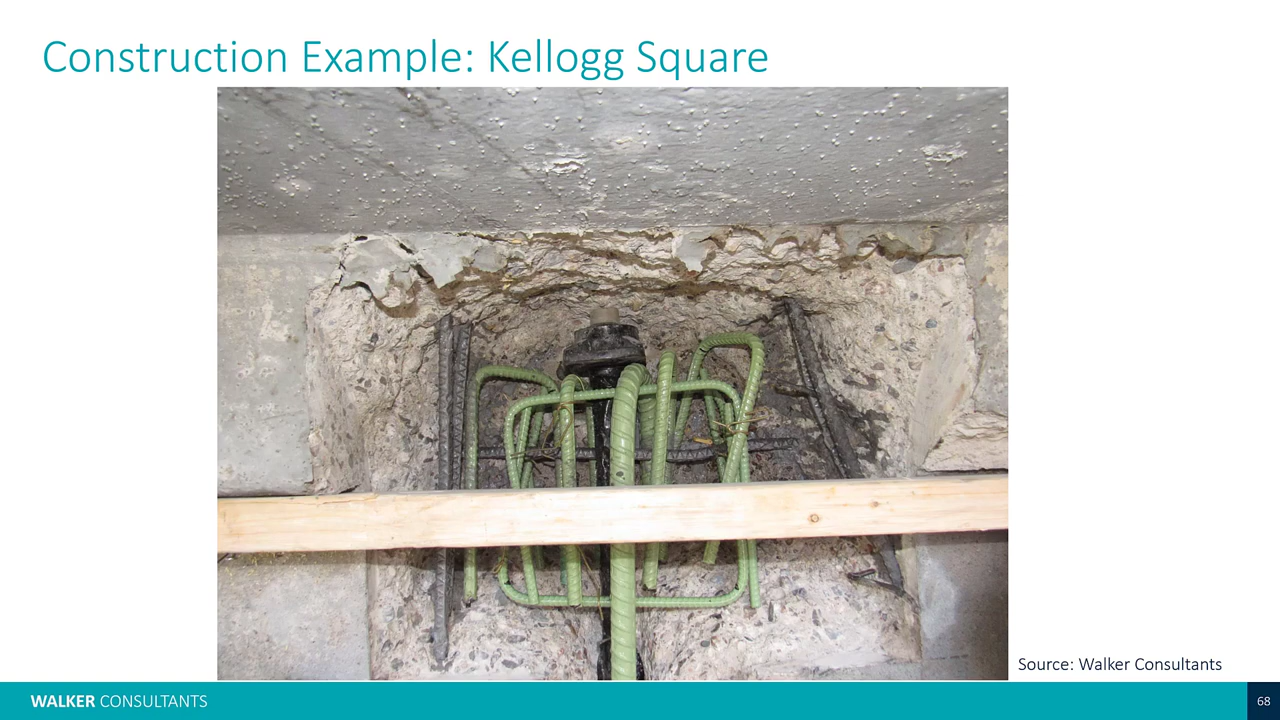 Construction Example: Kellogg Square
Source: Walker Consultants
WALKER CONSULTANTS
68